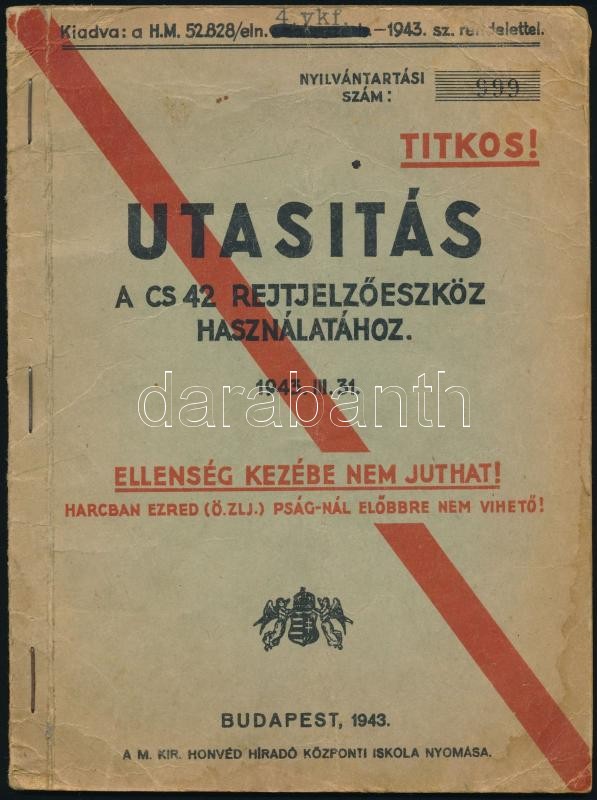 4.vkf.
Kiadva: a H.M. 52.828/eln. –1943. sz. rendelettel.
NYILVÁNTARTÁSI
SZÁM: 999
TITKOS!
UTASITÁS
A CS 42 REJTJELZŐESZKÖZ
HASZNÁLATÁHOZ.
1943. III. 31.
darabanth
ELLENSÉG KEZÉBE NEM JUTHAT!
HARCBAN EZRED (Ö.ZLJ.) PSÁG-NÁL ELŐBBRE NEM VIHETŐ!
BUDAPEST, 1943.
A M. KIR. HONVÉD HÍRADÓ KÖZPONTI ISKOLA NYOMÁSA.